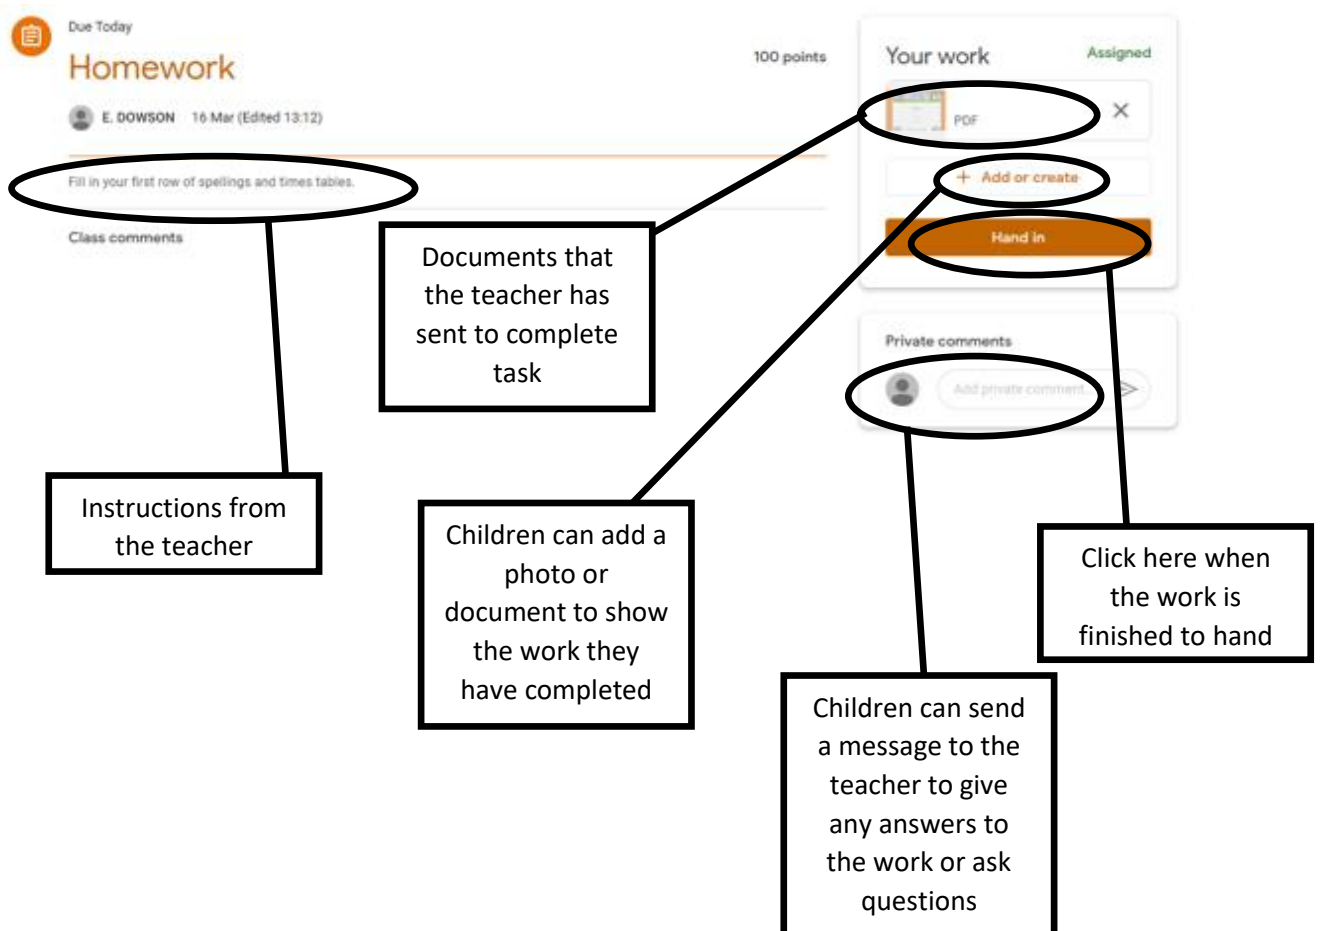 Due Today
Homework
100 points
E. DOWSON 16 Mar (Edited 13:12)
Fill in your first row of spellings and times tables.
Class comments
Your work
Assigned
PDF
+ Add or create
Hand in
Private comments
Add private comment
Documents that
the teacher has
sent to complete
task
Instructions from
the teacher
Children can add a
photo or
document to show
the work they
have completed
Click here when
the work is
finished to hand
Children can send
a message to the
teacher to give
any answers to
the work or ask
questions